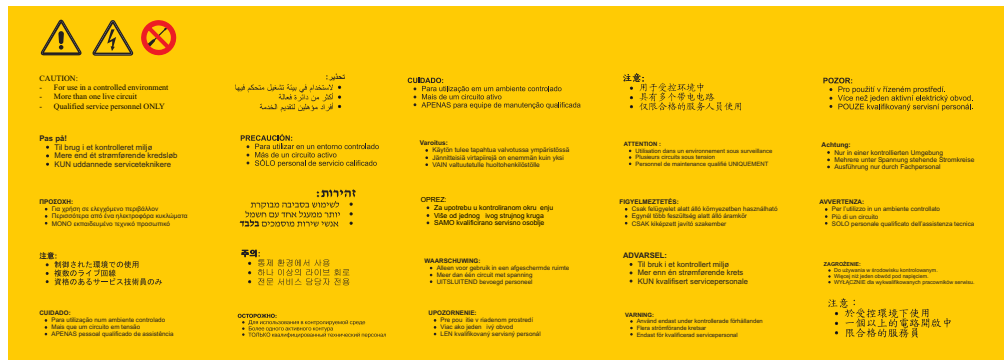 CAUTION:
- For use in a controlled environment
- More than one live circuit
- Qualified service personnel ONLY
تحذير:
• لاستخدام في بيئة تشغيل متحكم فيها
• أكثر من دائرة فعالة
• أفراد مؤهلين لتقديم الخدمة
CUIDADO:
• Para utilização em um ambiente controlado
• Mais de um circuito ativo
• APENAS para equipe de manutenção qualificada
注意:
• 用于受控环境中
• 具有多个带电电路
• 仅限合格的服务人员使用
POZOR:
• Pro použití v řízeném prostředí.
• Více než jeden aktivní elektrický obvod.
• POUZE kvalifikovaný servisní personál.
Pas på!
• Til brug i et kontrolleret miljø
• Mere end ét strømførende kredsløb
• KUN uddannede serviceteknikere
PRECAUCIÓN:
• Para utilizar en un entorno controlado
• Más de un circuito activo
• SÓLO personal de servicio calificado
Varoitus:
• Käytön tulee tapahtua valvotussa ympäristössä
• Jännitteisiä virtapiirejä on enemmän kuin yksi
• VAIN valtuutetulle huoltohenkilöstölle
ATTENTION :
• Utilisation dans un environnement sous surveillance
• Plusieurs circuits sous tension
• Personnel de maintenance qualifié UNIQUEMENT
Achtung:
• Nur in einer kontrollierten Umgebung
• Mehrere unter Spannung stehende Stromkreise
• Ausführung nur durch Fachpersonal
ΠΡΟΣΟΧΗ:
• Για χρήση σε ελεγχόμενο περιβάλλον
• Περισσότερα από ένα ηλεκτροφόρα κυκλώματα
• ΜΟΝΟ εκπαιδευμένο τεχνικό προσωπικό
זהירות:
• לשימוש בסביבה מבוקרת
• יותר ממעגל אחד עם חשמל
• אנשי שירות מוסמכים בלבד
OPREZ:
• Za upotrebu u kontroliranom okru enju
• Više od jednog ivog strujnog kruga
• SAMO kvalificirano servisno osoblje
FIGYELMEZTETÉS:
• Csak felügyelet alatt álló környezetben használható
• Egynél több feszültség alatt álló áramkör
• CSAK kiképzett javító szakember
AVVERTENZA:
• Per l'utilizzo in un ambiente controllato
• Più di un circuito
• SOLO personale qualificato dell'assistenza tecnica
注意:
• 制御された環境での使用
• 複数のライブ回線
• 資格のあるサービス技術員のみ
주의:
• 통제 환경에서 사용
• 하나 이상의 라이브 회로
• 전문 서비스 담당자 전용
WAARSCHUWING:
• Alleen voor gebruik in een afgeschermde ruimte
• Meer dan één circuit met spanning
• UITSLUITEND bevoegd personeel
ADVARSEL:
• Til bruk i et kontrollert miljø
• Mer enn én strømførende krets
• KUN kvalifisert servicepersonale
ZAGROŻENIE:
• Do używania w środowisku kontrolowanym.
• Więcej niż jeden obwód pod napięciem.
• WYŁĄCZNIE dla wykwalifikowanych pracowników serwisu.
CUIDADO:
• Para utilização num ambiente controlado
• Mais que um circuito em tensão
• APENAS pessoal qualificado de assistência
ОСТОРОЖНО:
• Для использования в контролируемой среде
• Более одного активного контура
• ТОЛЬКО квалифицированный технический персонал
UPOZORNENIE:
• Pre pou itie v riadenom prostredí
• Viac ako jeden ivý obvod
• LEN kvalifikovaný servisný personál
VARNING:
• Använd endast under kontrollerade förhållanden
• Flera strömförande kretsar
• Endast för kvalificerad servicepersonal
注意：
• 於受控環境下使用
• 一個以上的電路開啟中
• 限合格的服務員